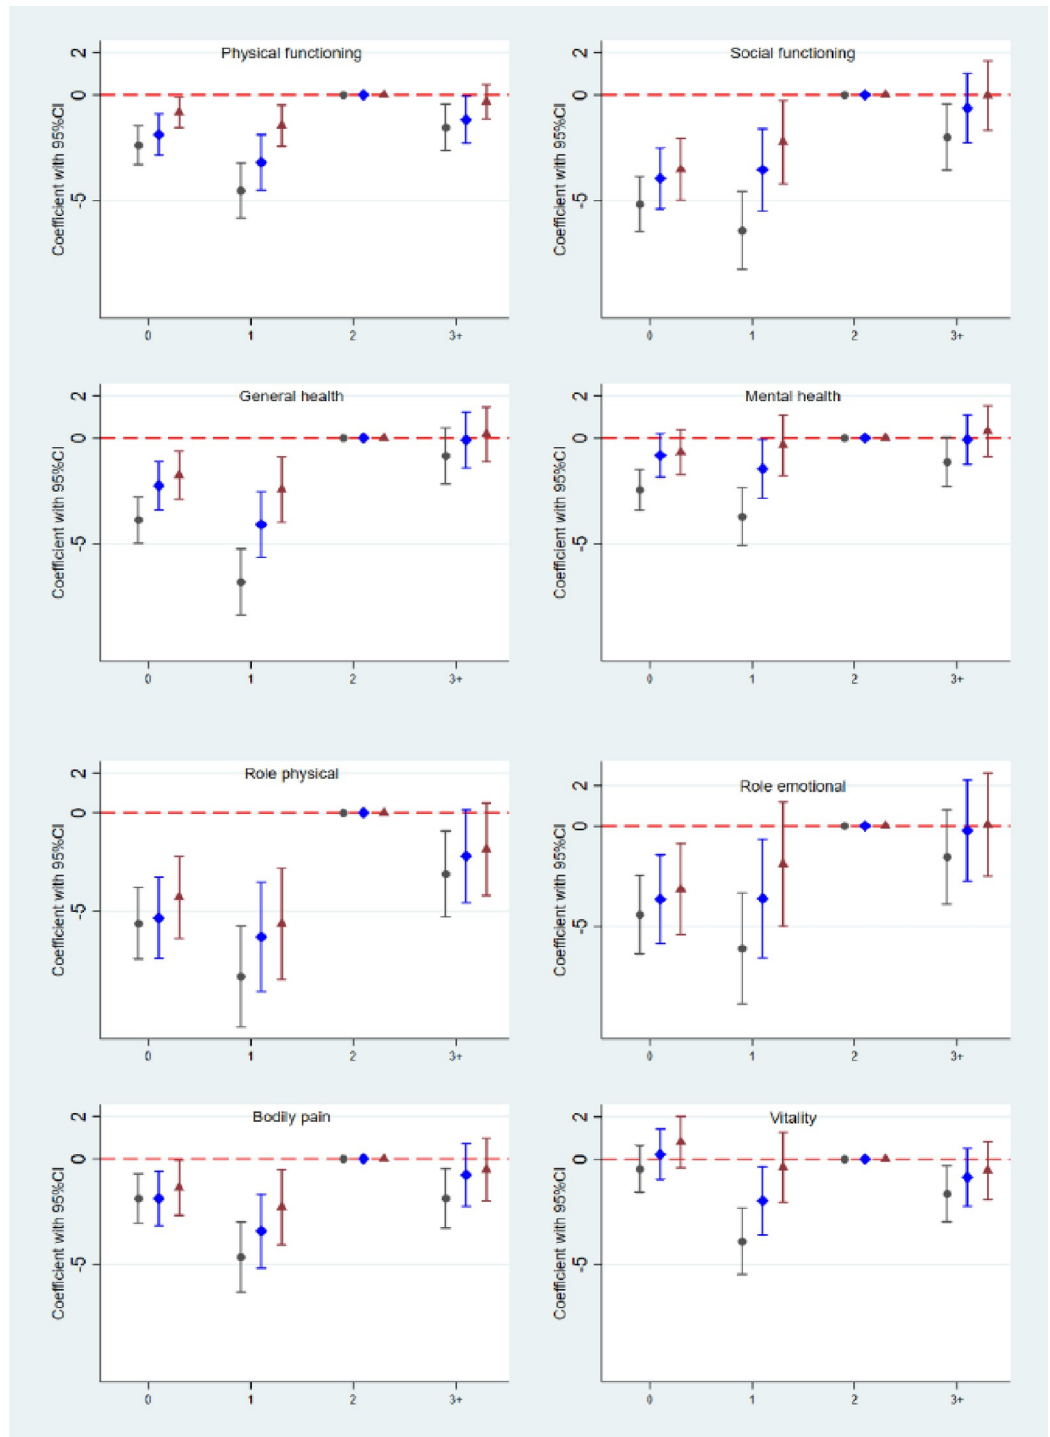 Physical functioning
Coefficient with 95%CI
2
0
-5
0 1 2 3+
Social functioning
Coefficient with 95%CI
2
0
-5
0 1 2 3+
General health
Coefficient with 95%CI
2
0
-5
0 1 2 3+
Mental health
Coefficient with 95%CI
2
0
-5
0 1 2 3+
Role physical
Coefficient with 95%CI
2
0
-5
0 1 2 3+
Role emotional
Coefficient with 95%CI
2
0
-5
0 1 2 3+
Bodily pain
Coefficient with 95%CI
2
0
-5
0 1 2 3+
Vitality
Coefficient with 95%CI
2
0
-5
0 1 2 3+